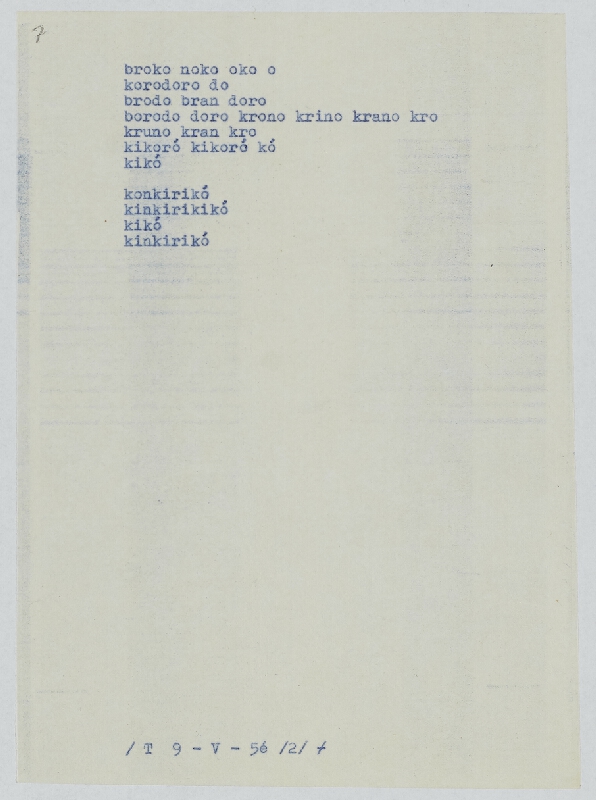 7
broko noko oko o
korodoro do
brodo bran doro
borodo doro krono krino krano kro
kruno kran kro
kikoró kikoró kó
kikó
konkirikó
kinkirikikó
kikó
kinkirikó
/ T 9 - V - 56 /2/ /